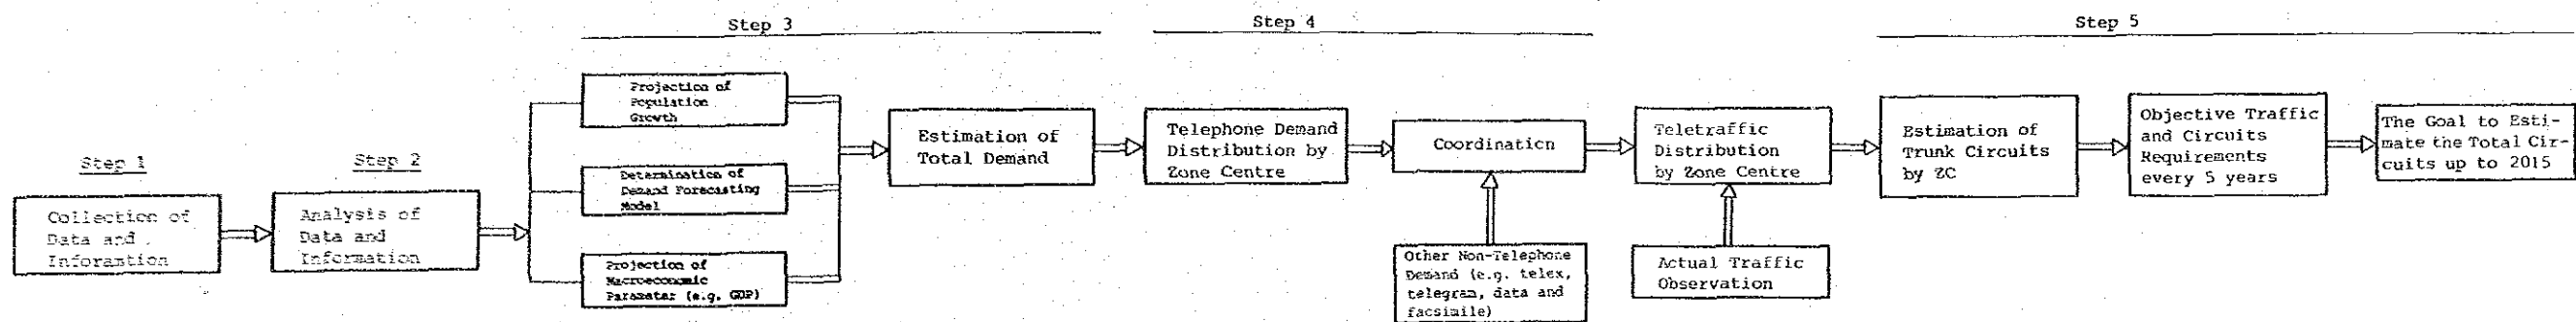 Step 1
Collection of
Data and
Inforamtion
Step 2
Analysis of
Data and
Information
Step 3
Projection of
Population
Growth
Determination of
Demand Forecasting
Model
Projection of
Macroeconomic
Parameter (e.g. GDP)
Estimation of
Total Demand
Step 4
Telephone Demand
Distribution by
Zone Centre
Coordination
Other Non-Telephone
Demand (e.g. telex,
telegram, data and
facsimile)
Teletraffic
Distribution
by Zone Centre
Actual Traffic
Observation
Step 5
Estimation of
Trunk Circuits
by ZC
Objective Traffic
and Circuits
Requirements
every 5 years
The Goal to Esti-
mate the Total Cir-
cuits up to 2015